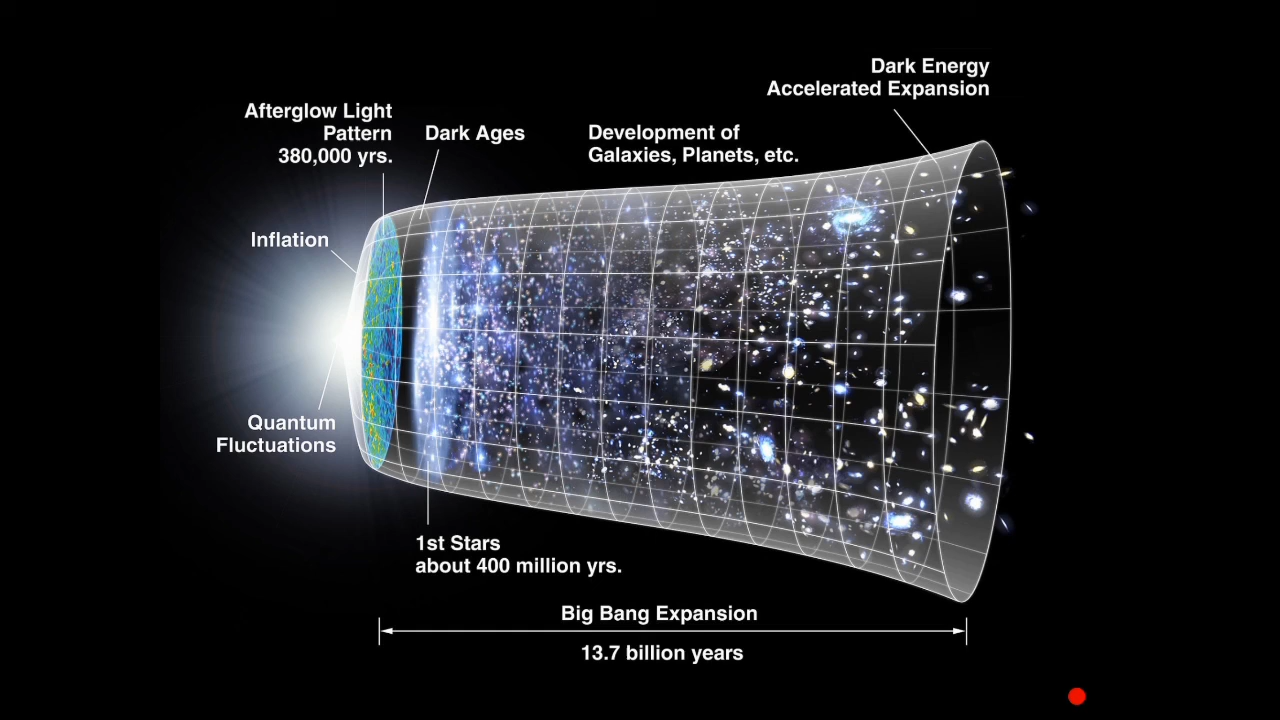 Dark Energy
Accelerated Expansion
Afterglow Light
Pattern
380,000 yrs.
Dark Ages
Development of
Galaxies, Planets, etc.
Inflation
Quantum
Fluctuations
1st Stars
about 400 million yrs.
Big Bang Expansion
13.7 billion years